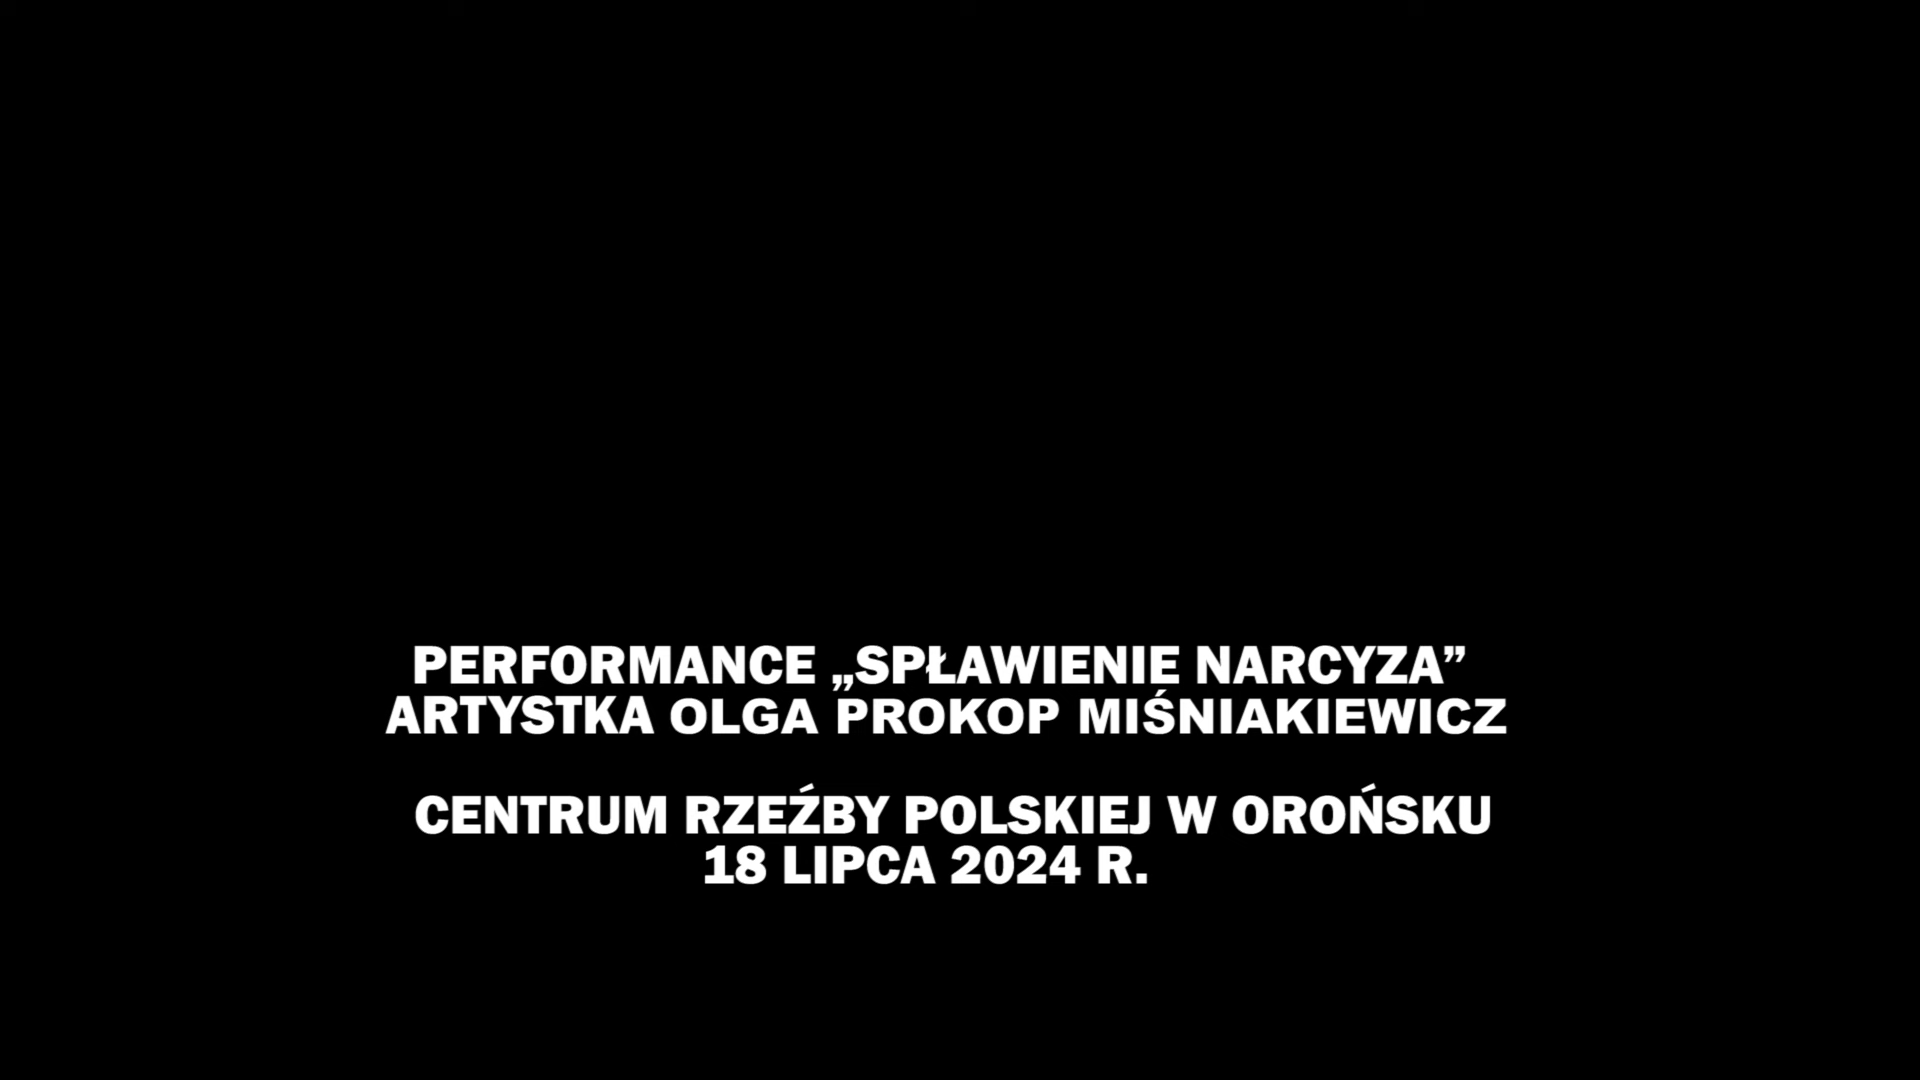 PERFORMANCE „SPŁAWIENIE NARCYZA”
ARTYSTKA OLGA PROKOP MIŚNIAKIEWICZ
CENTRUM RZEŹBY POLSKIEJ W OROŃSKU
18 LIPCA 2024 R.